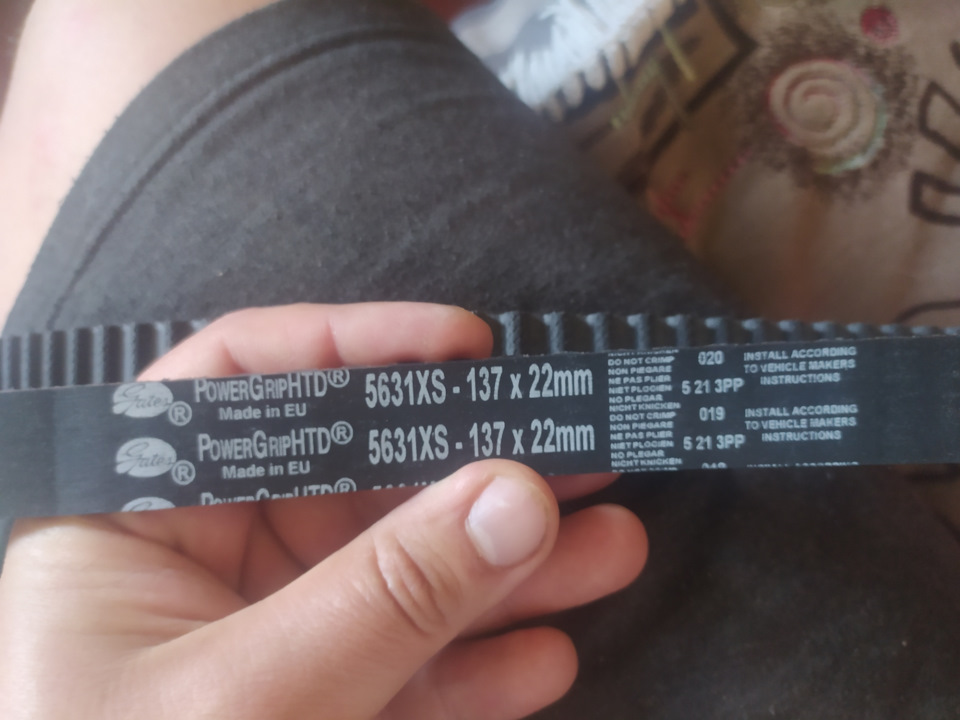 Gates®
POWERGRIPHTD®
Made in EU
5631XS - 137 x 22mm
NICHT KNICKEN
DO NOT CRIMP
NON PIEGARE
NE PAS PLIER
NIET PLOOIEN
NO PLEGAR
020
5 21 3PP
INSTALL ACCORDING
TO VEHICLE MAKERS
INSTRUCTIONS
Gates®
POWERGRIPHTD®
Made in EU
5631XS - 137 x 22mm
NICHT KNICKEN
DO NOT CRIMP
NON PIEGARE
NE PAS PLIER
NIET PLOOIEN
NO PLEGAR
019
5 21 3PP
INSTALL ACCORDING
TO VEHICLE MAKERS
INSTRUCTIONS
POWERGRIPHTD®
NICHT KNICKEN